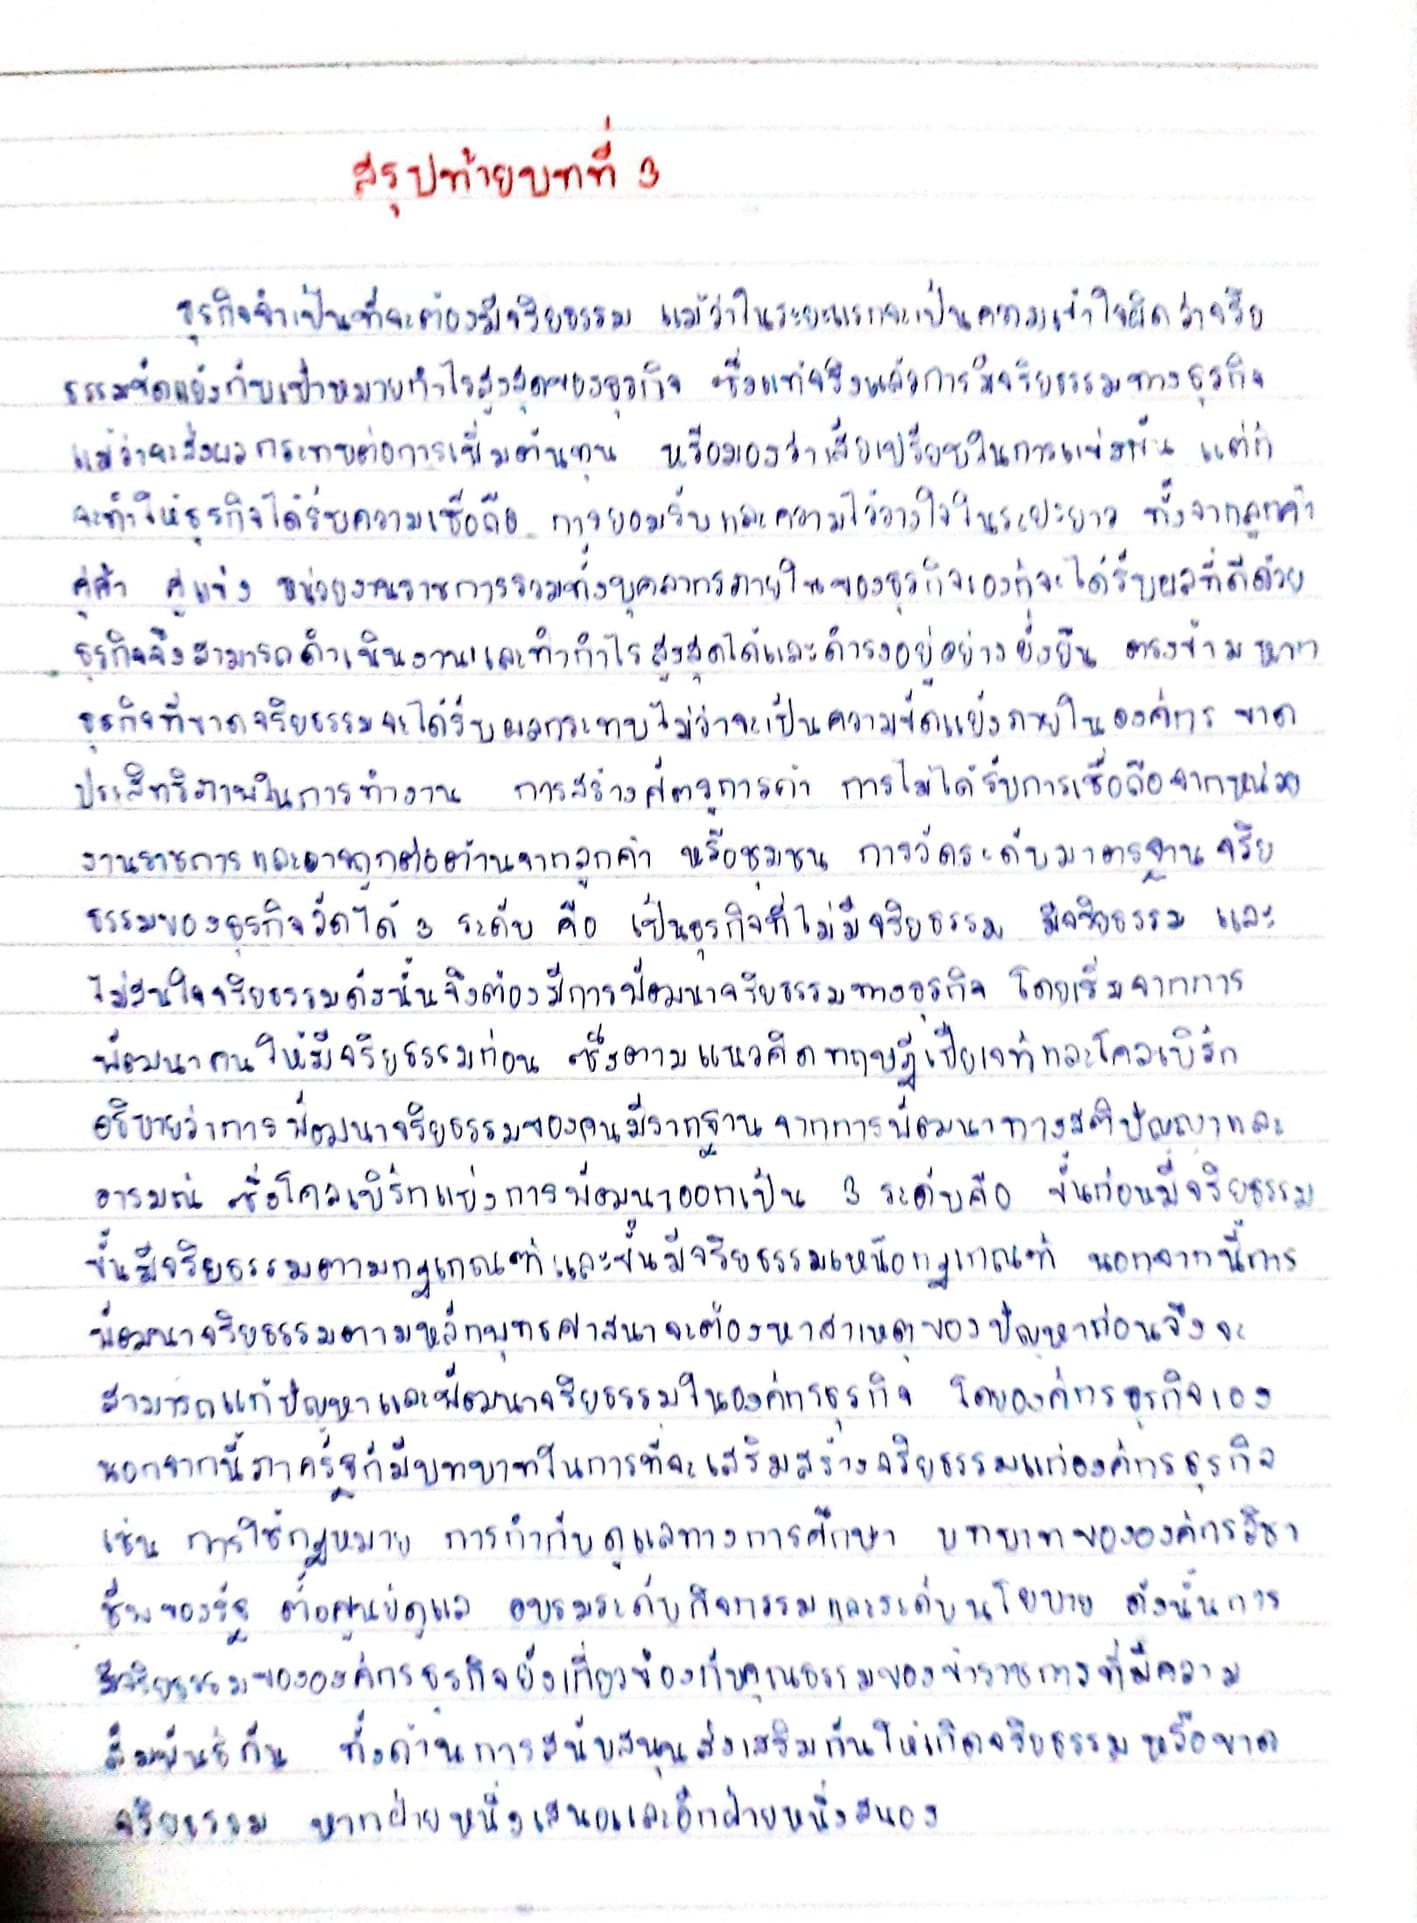 สรุปท้ายบทที่ 3
ธุรกิจจำเป็นที่จะต้องมีจริยธรรม แม้ว่าในระยะแรกจะเป็นความเข้าใจผิดว่าจริย
ธรรมขัดแย้งกับเป้าหมายกำไรสูงสุดของธุรกิจ ซึ่งแท้จริงแล้วการมีจริยธรรมทางธุรกิจ
แม้ว่าจะส่งผลกระทบต่อการเพิ่มต้นทุน หรือมองว่าเสียเปรียบในการแข่งขัน แต่ก็
จะทำให้ธุรกิจได้รับความเชื่อถือ การยอมรับและความไว้วางใจในระยะยาว ทั้งจากลูกค้า
คู่ค้า คู่แข่ง หน่วยงานราชการรวมทั้งบุคลากรภายในของธุรกิจเองก็จะได้รับผลที่ดีด้วย
ธุรกิจจึงสามารถดำเนินงานและทำกำไรสูงสุดได้และดำรงอยู่อย่างยั่งยืน ตรงข้าม หาก
ธุรกิจที่ขาดจริยธรรมจะได้รับผลกระทบไม่ว่าจะเป็นความขัดแย้งภายในองค์กร ขาด
ประสิทธิภาพในการทำงาน การสร้างศัตรูการค้า การไม่ได้รับการเชื่อถือจากหน่วย
งานราชการและอาจถูกต่อต้านจากลูกค้า หรือชุมชน การวัดระดับมาตรฐานจริย
ธรรมของธุรกิจวัดได้ 3 ระดับ คือ เป็นธุรกิจที่ไม่มีจริยธรรม มีจริยธรรม และ
ไม่สนใจจริยธรรมดังนั้นจึงต้องมีการพัฒนาจริยธรรมทางธุรกิจ โดยเริ่มจากการ
พัฒนาคนให้มีจริยธรรมก่อน ซึ่งตามแนวคิดทฤษฎีเปียเจท์และโคลเบิร์ก
อธิบายว่าการพัฒนาจริยธรรมของคนมีรากฐานจากการพัฒนาทางสติปัญญาและ
อารมณ์ ซึ่งโคลเบิร์กแบ่งการพัฒนาออกเป็น 3 ระดับคือ ขั้นก่อนมีจริยธรรม
ขั้นมีจริยธรรมตามกฎเกณฑ์และขั้นมีจริยธรรมเหนือกฎเกณฑ์ นอกจากนี้การ
พัฒนาจริยธรรมตามหลักพุทธศาสนาจะต้องหาสาเหตุของปัญหาก่อนจึงจะ
สามารถแก้ปัญหาและพัฒนาจริยธรรมในองค์กรธุรกิจ โดยองค์กรธุรกิจเอง
นอกจากนี้ภาครัฐก็มีบทบาทในการที่จะเสริมสร้างจริยธรรมแก่องค์กรธุรกิจ
เช่น การใช้กฎหมาย การกำกับดูแลทางการศึกษา บทบาทขององค์กรวิชา
ชีพของรัฐ ตั้งศูนย์ดูแล อบรมระดับกิจกรรมและระดับนโยบาย ดังนั้นการ
มีจริยธรรมขององค์กรธุรกิจยังเกี่ยวข้องกับคุณธรรมของข้าราชการที่มีความ
สัมพันธ์กัน ทั้งด้านการสนับสนุนส่งเสริมกันให้เกิดจริยธรรมหรือขาด
จริยธรรม หากฝ่ายหนึ่งเสนอและอีกฝ่ายหนึ่งสนอง